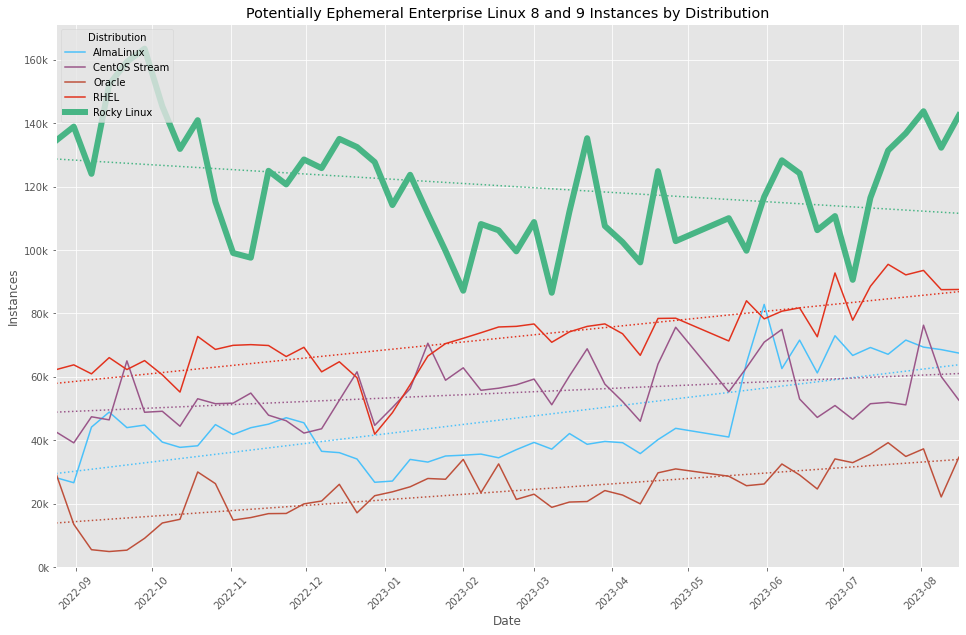 Potentially Ephemeral Enterprise Linux 8 and 9 Instances by Distribution
Distribution
AlmaLinux
CentOS Stream
Oracle
RHEL
Rocky Linux
160k
140k
120k
100k
80k
60k
40k
20k
0k
Instances
2022-09
2022-10
2022-11
2022-12
2023-01
2023-02
2023-03
2023-04
2023-05
2023-06
2023-07
2023-08
Date